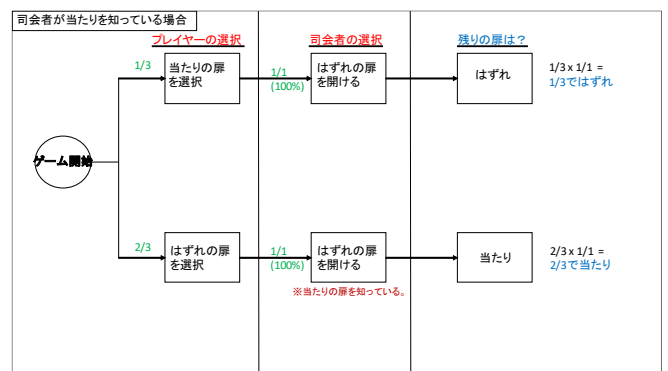 司会者が当たりを知っている場合
プレイヤーの選択
司会者の選択
残りの扉は？
1/3
当たりの扉
を選択
1/1
(100%)
はずれの扉
を開ける
はずれ
1/3 x 1/1 =
1/3ではずれ
ゲーム開始
2/3
はずれの扉
を選択
1/1
(100%)
はずれの扉
を開ける
当たり
2/3 x 1/1 =
2/3で当たり
※当たりの扉を知っている。